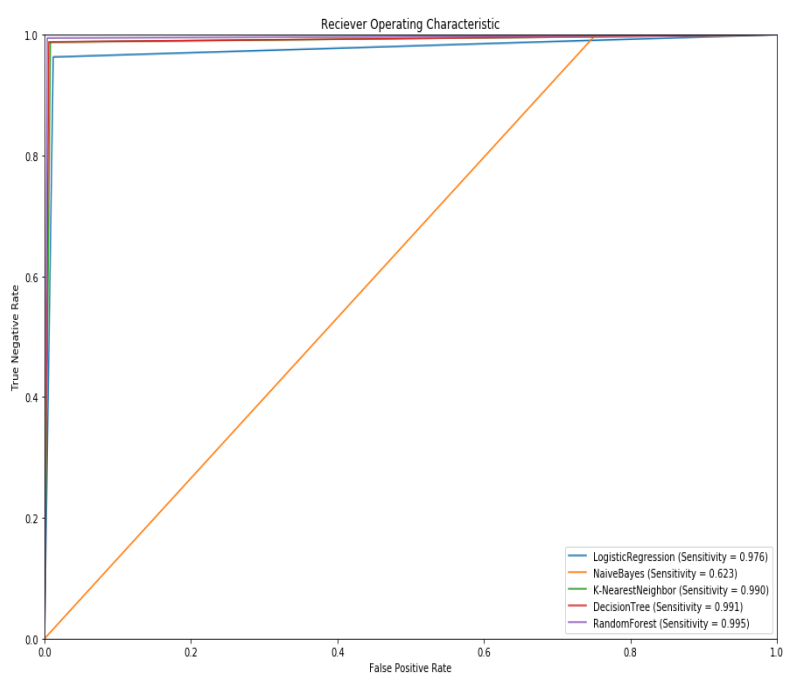 Reciever Operating Characteristic
1.0
0.8
0.6
0.4
0.2
0.0
True Negative Rate
0.0 0.2 0.4 0.6 0.8 1.0
False Positive Rate
LogisticRegression (Sensitivity = 0.976)
NaiveBayes (Sensitivity = 0.623)
K-NearestNeighbor (Sensitivity = 0.990)
DecisionTree (Sensitivity = 0.991)
RandomForest (Sensitivity = 0.995)